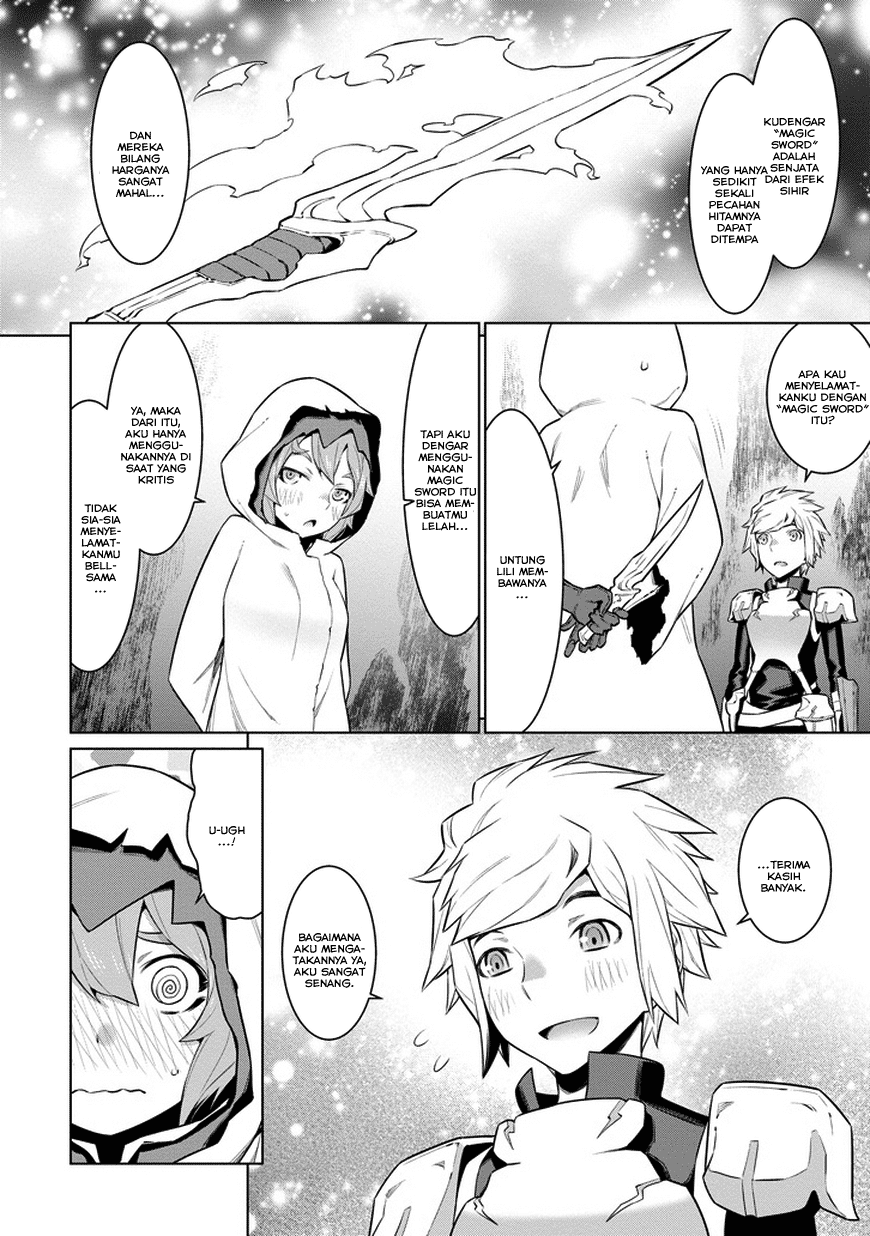 KUDENGAR
"MAGIC
SWORD"
ADALAH
SENJATA
DARI EFEK
SIHIR
YANG HANYA
SEDIKIT
SEKALI
PECAHAN
HITAMNYA
DAPAT
DITEMPA
DAN
MEREKA
BILANG
HARGANYA
SANGAT
MAHAL...
APA KAU
MENYELAMAT-
KANKU DENGAN
"MAGIC SWORD"
ITU?
UNTUNG
LILI MEM-
BAWANYA
...
TAPI AKU
DENGAR
MENGGU-
NAKAN
MAGIC
SWORD ITU
BISA MEM-
BUATMU
LELAH...
YA, MAKA
DARI ITU,
AKU HANYA
MENGGU-
NAKANNYA DI
SAAT YANG
KRITIS
TIDAK
SIA-SIA
MENYE-
LAMAT-
KANMU
BELL-
SAMA
...
...TERIMA
KASIH
BANYAK.
BAGAIMANA
AKU MENGA-
TAKANNYA YA,
AKU SANGAT
SENANG.
U-UGH
...!